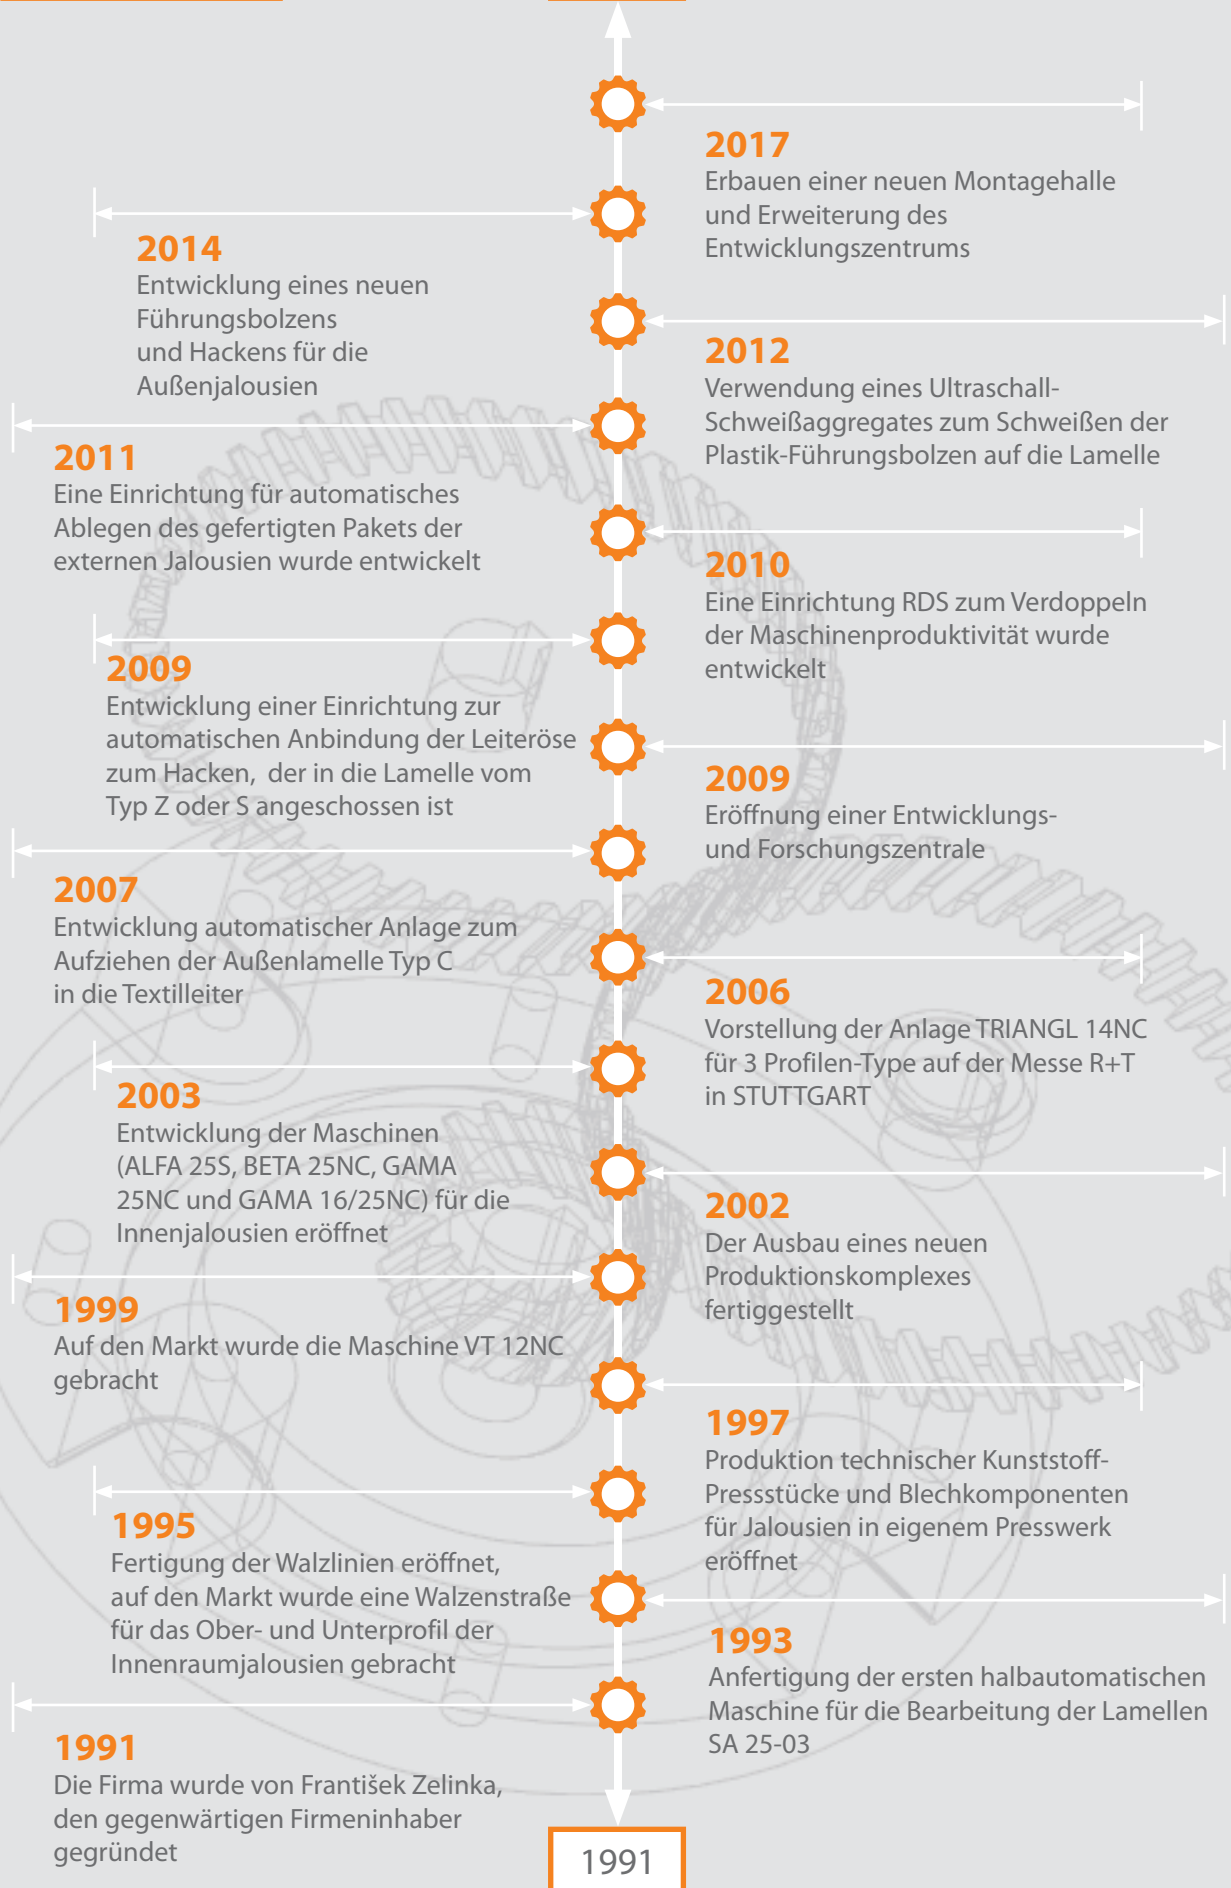 2017
Erbauen einer neuen Montagehalle
und Erweiterung des
Entwicklungszentrums
2014
Entwicklung eines neuen
Führungsbolzens
und Hackens für die
Außenjalousien
2012
Verwendung eines Ultraschall-
Schweißaggregates zum Schweißen der
Plastik-Führungsbolzen auf die Lamelle
2011
Eine Einrichtung für automatisches
Ablegen des gefertigten Pakets der
externen Jalousien wurde entwickelt
2010
Eine Einrichtung RDS zum Verdoppeln
der Maschinenproduktivität wurde
entwickelt
2009
Entwicklung einer Einrichtung zur
automatischen Anbindung der Leiteröse
zum Hacken, der in die Lamelle vom
Typ Z oder S angeschossen ist
2009
Eröffnung einer Entwicklungs-
und Forschungszentrale
2007
Entwicklung automatischer Anlage zum
Aufziehen der Außenlamelle Typ C
in die Textilleiter
2006
Vorstellung der Anlage TRIANGL 14NC
für 3 Profilen-Type auf der Messe R+T
in STUTTGART
2003
Entwicklung der Maschinen
(ALFA 25S, BETA 25NC, GAMA
25NC und GAMA 16/25NC) für die
Innenjalousien eröffnet
2002
Der Ausbau eines neuen
Produktionskomplexes
fertiggestellt
1999
Auf den Markt wurde die Maschine VT 12NC
gebracht
1997
Produktion technischer Kunststoff-
Pressstücke und Blechkomponenten
für Jalousien in eigenem Presswerk
eröffnet
1995
Fertigung der Walzlinien eröffnet,
auf den Markt wurde eine Walzenstraße
für das Ober- und Unterprofil der
Innenraumjalousien gebracht
1993
Anfertigung der ersten halbautomatischen
Maschine für die Bearbeitung der Lamellen
SA 25-03
1991
Die Firma wurde von František Zelinka,
den gegenwärtigen Firmeninhaber
gegründet
1991